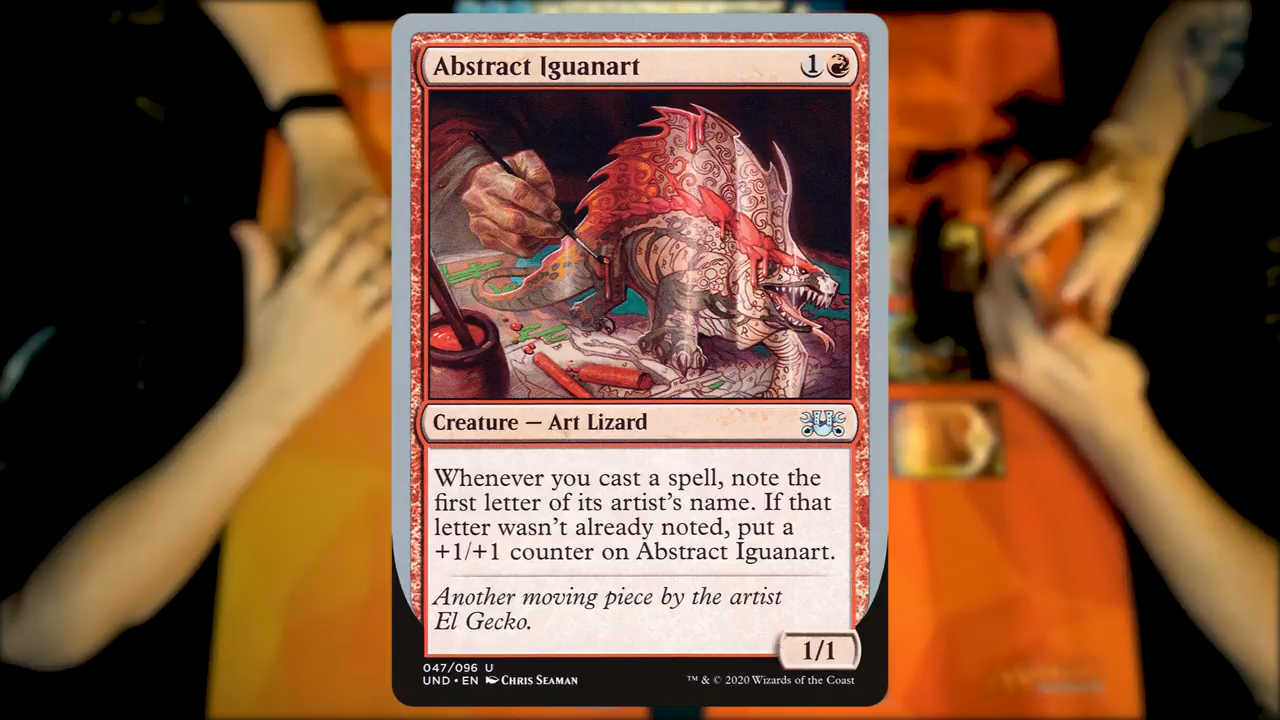 Abstract Iguanart 1
Creature — Art Lizard
Whenever you cast a spell, note the
first letter of its artist's name. If that
letter wasn't already noted, put a
+1/+1 counter on Abstract Iguanart.
Another moving piece by the artist
El Gecko.
1/1
047/096 U
UND • EN CHRIS SEAMAN
™ & © 2020 Wizards of the Coast